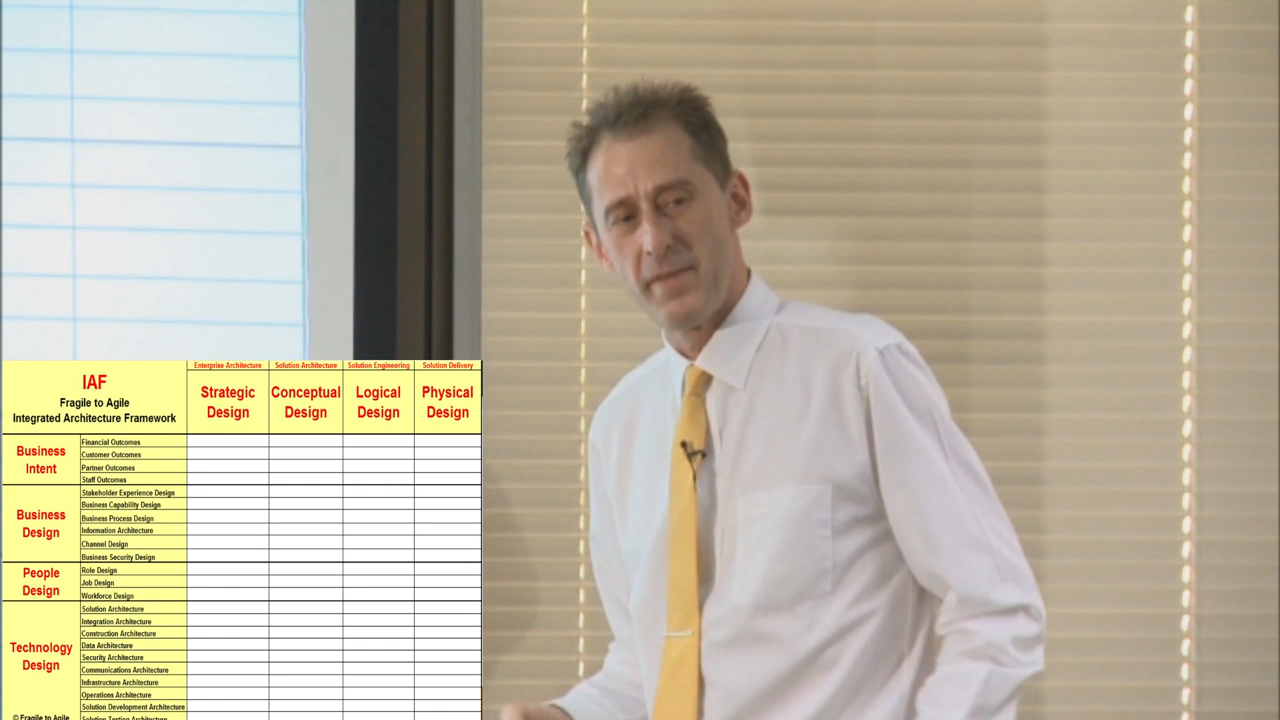 Enterprise Architecture
Solution Architecture
Solution Engineering
Solution Delivery
IAF
Fragile to Agile
Integrated Architecture Framework
Strategic
Design
Conceptual
Design
Logical
Design
Physical
Design
Business
Intent
Financial Outcomes
Customer Outcomes
Partner Outcomes
Staff Outcomes
Business
Design
Stakeholder Experience Design
Business Capability Design
Business Process Design
Information Architecture
Channel Design
Business Security Design
People
Design
Role Design
Job Design
Workforce Design
Technology
Design
Solution Architecture
Integration Architecture
Construction Architecture
Data Architecture
Security Architecture
Communications Architecture
Infrastructure Architecture
Operations Architecture
Solution Development Architecture
Solution Testing Architecture
© Fragile to Agile